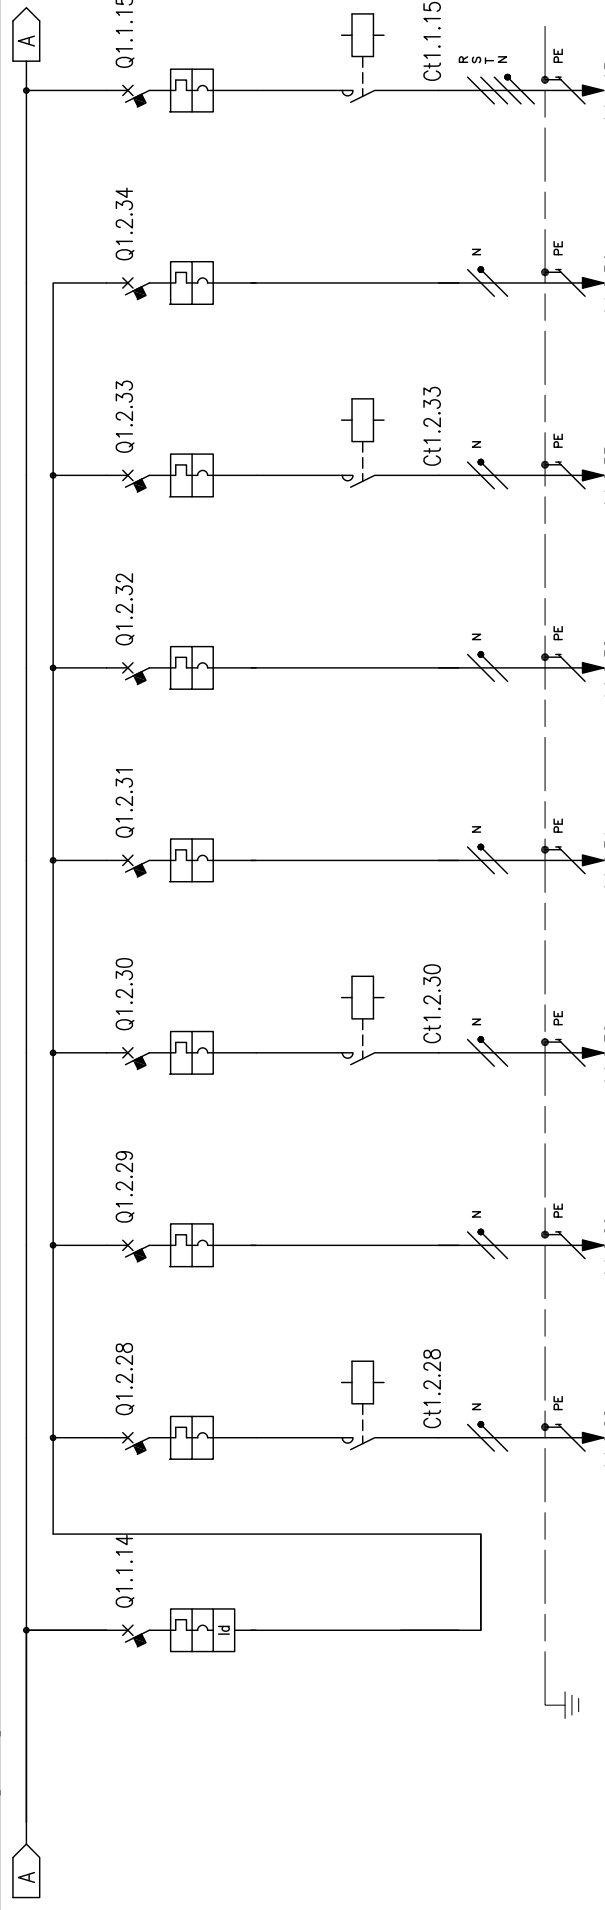 A
Q1.1.14
Id
Q1.2.28
Ct1.2.28
N
PE
Q1.2.29
N
PE
Q1.2.30
Ct1.2.30
N
PE
Q1.2.31
N
PE
Q1.2.32
N
PE
Q1.2.33
Ct1.2.33
N
PE
Q1.2.34
N
PE
Q1.1.15
Ct1.1.15
R
S
T
N
PE
A